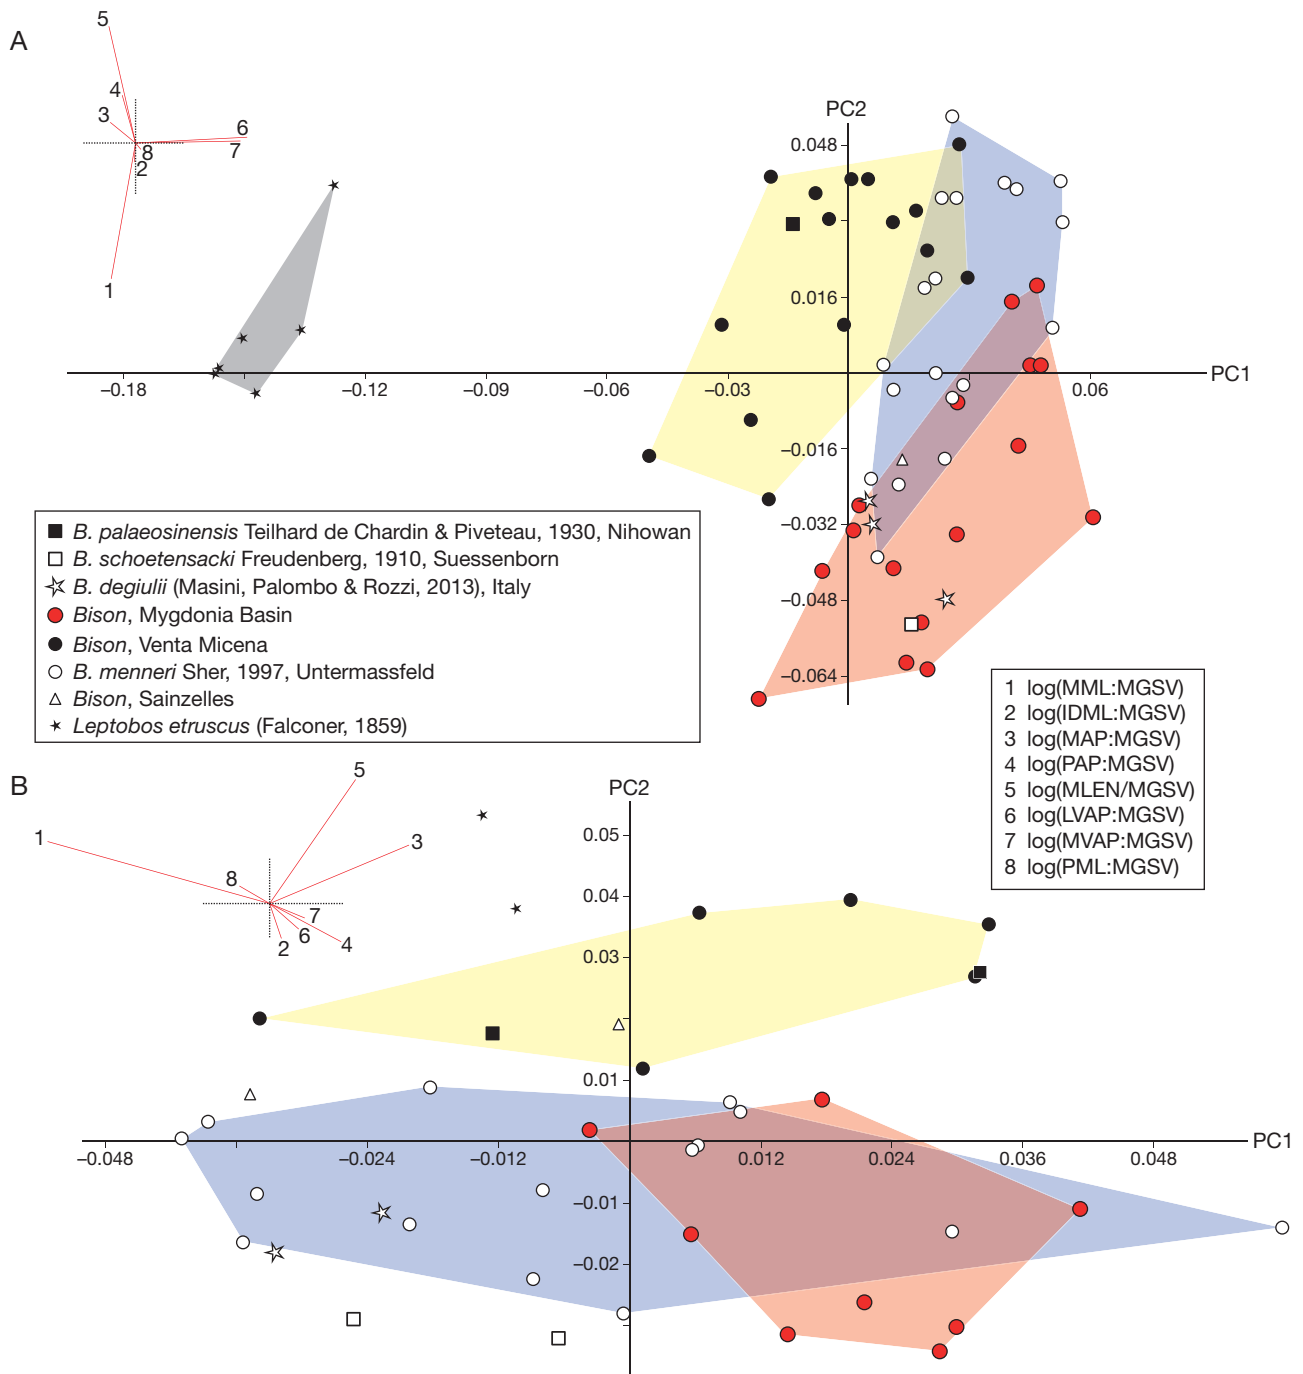 A
5
4
3
6
7
8
2
1
PC2
0.048
0.016
PC1
−0.18
−0.12
−0.09
−0.06
−0.03
0.06
−0.016
−0.032
−0.048
−0.064
B. palaeosinensis Teilhard de Chardin & Piveteau, 1930, Nihowan
B. schoetensacki Freudenberg, 1910, Suessenborn
B. degiulii (Masini, Palombo & Rozzi, 2013), Italy
Bison, Mygdonia Basin
Bison, Venta Micena
B. menneri Sher, 1997, Untermassfeld
Bison, Sainzelles
Leptobos etruscus (Falconer, 1859)
1 log(MML:MGSV)
2 log(IDML:MGSV)
3 log(MAP:MGSV)
4 log(PAP:MGSV)
5 log(MLEN/MGSV)
6 log(LVAP:MGSV)
7 log(MVAP:MGSV)
8 log(PML:MGSV)
B
5
1
3
8
7
6
2
4
PC2
0.05
0.04
0.03
0.01
PC1
−0.048
−0.024
−0.012
0.012
0.024
0.036
0.048
−0.01
−0.02